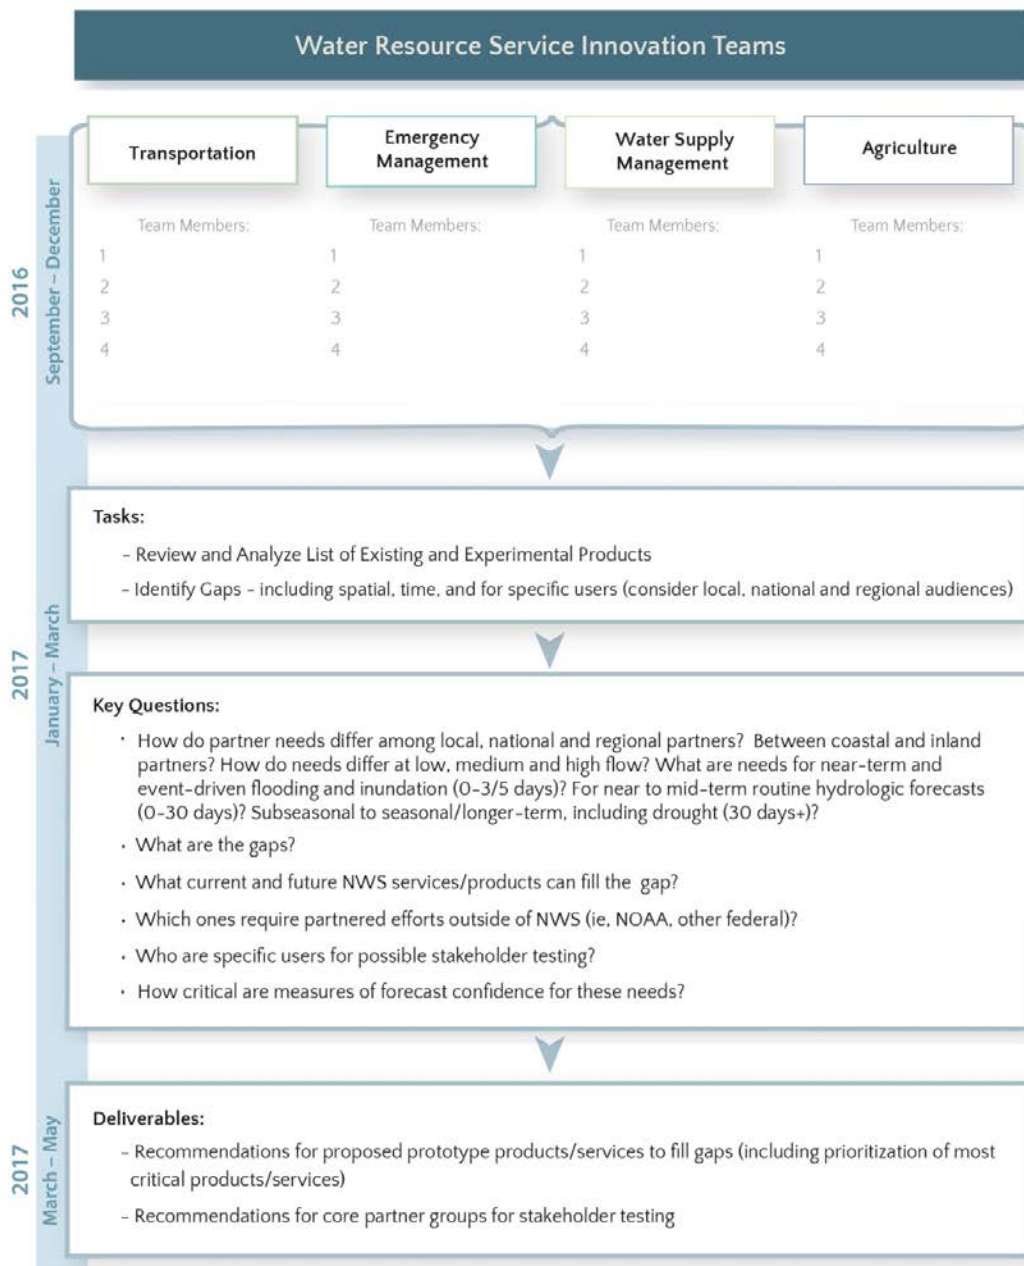 Water Resource Service Innovation Teams
2016
September – December
Transportation
Emergency
Management
Water Supply
Management
Agriculture
Team Members:
1
2
3
4
Team Members:
1
2
3
4
Team Members:
1
2
3
4
Team Members:
1
2
3
4
2017
January – March
Tasks:
– Review and Analyze List of Existing and Experimental Products
– Identify Gaps – including spatial, time, and for specific users (consider local, national and regional audiences)
Key Questions:
· How do partner needs differ among local, national and regional partners? Between coastal and inland
partners? How do needs differ at low, medium and high flow? What are needs for near-term and
event-driven flooding and inundation (0-3/5 days)? For near to mid-term routine hydrologic forecasts
(0-30 days)? Subseasonal to seasonal/longer-term, including drought (30 days+)?
· What are the gaps?
· What current and future NWS services/products can fill the gap?
· Which ones require partnered efforts outside of NWS (ie, NOAA, other federal)?
· Who are specific users for possible stakeholder testing?
· How critical are measures of forecast confidence for these needs?
2017
March – May
Deliverables:
– Recommendations for proposed prototype products/services to fill gaps (including prioritization of most
critical products/services)
– Recommendations for core partner groups for stakeholder testing